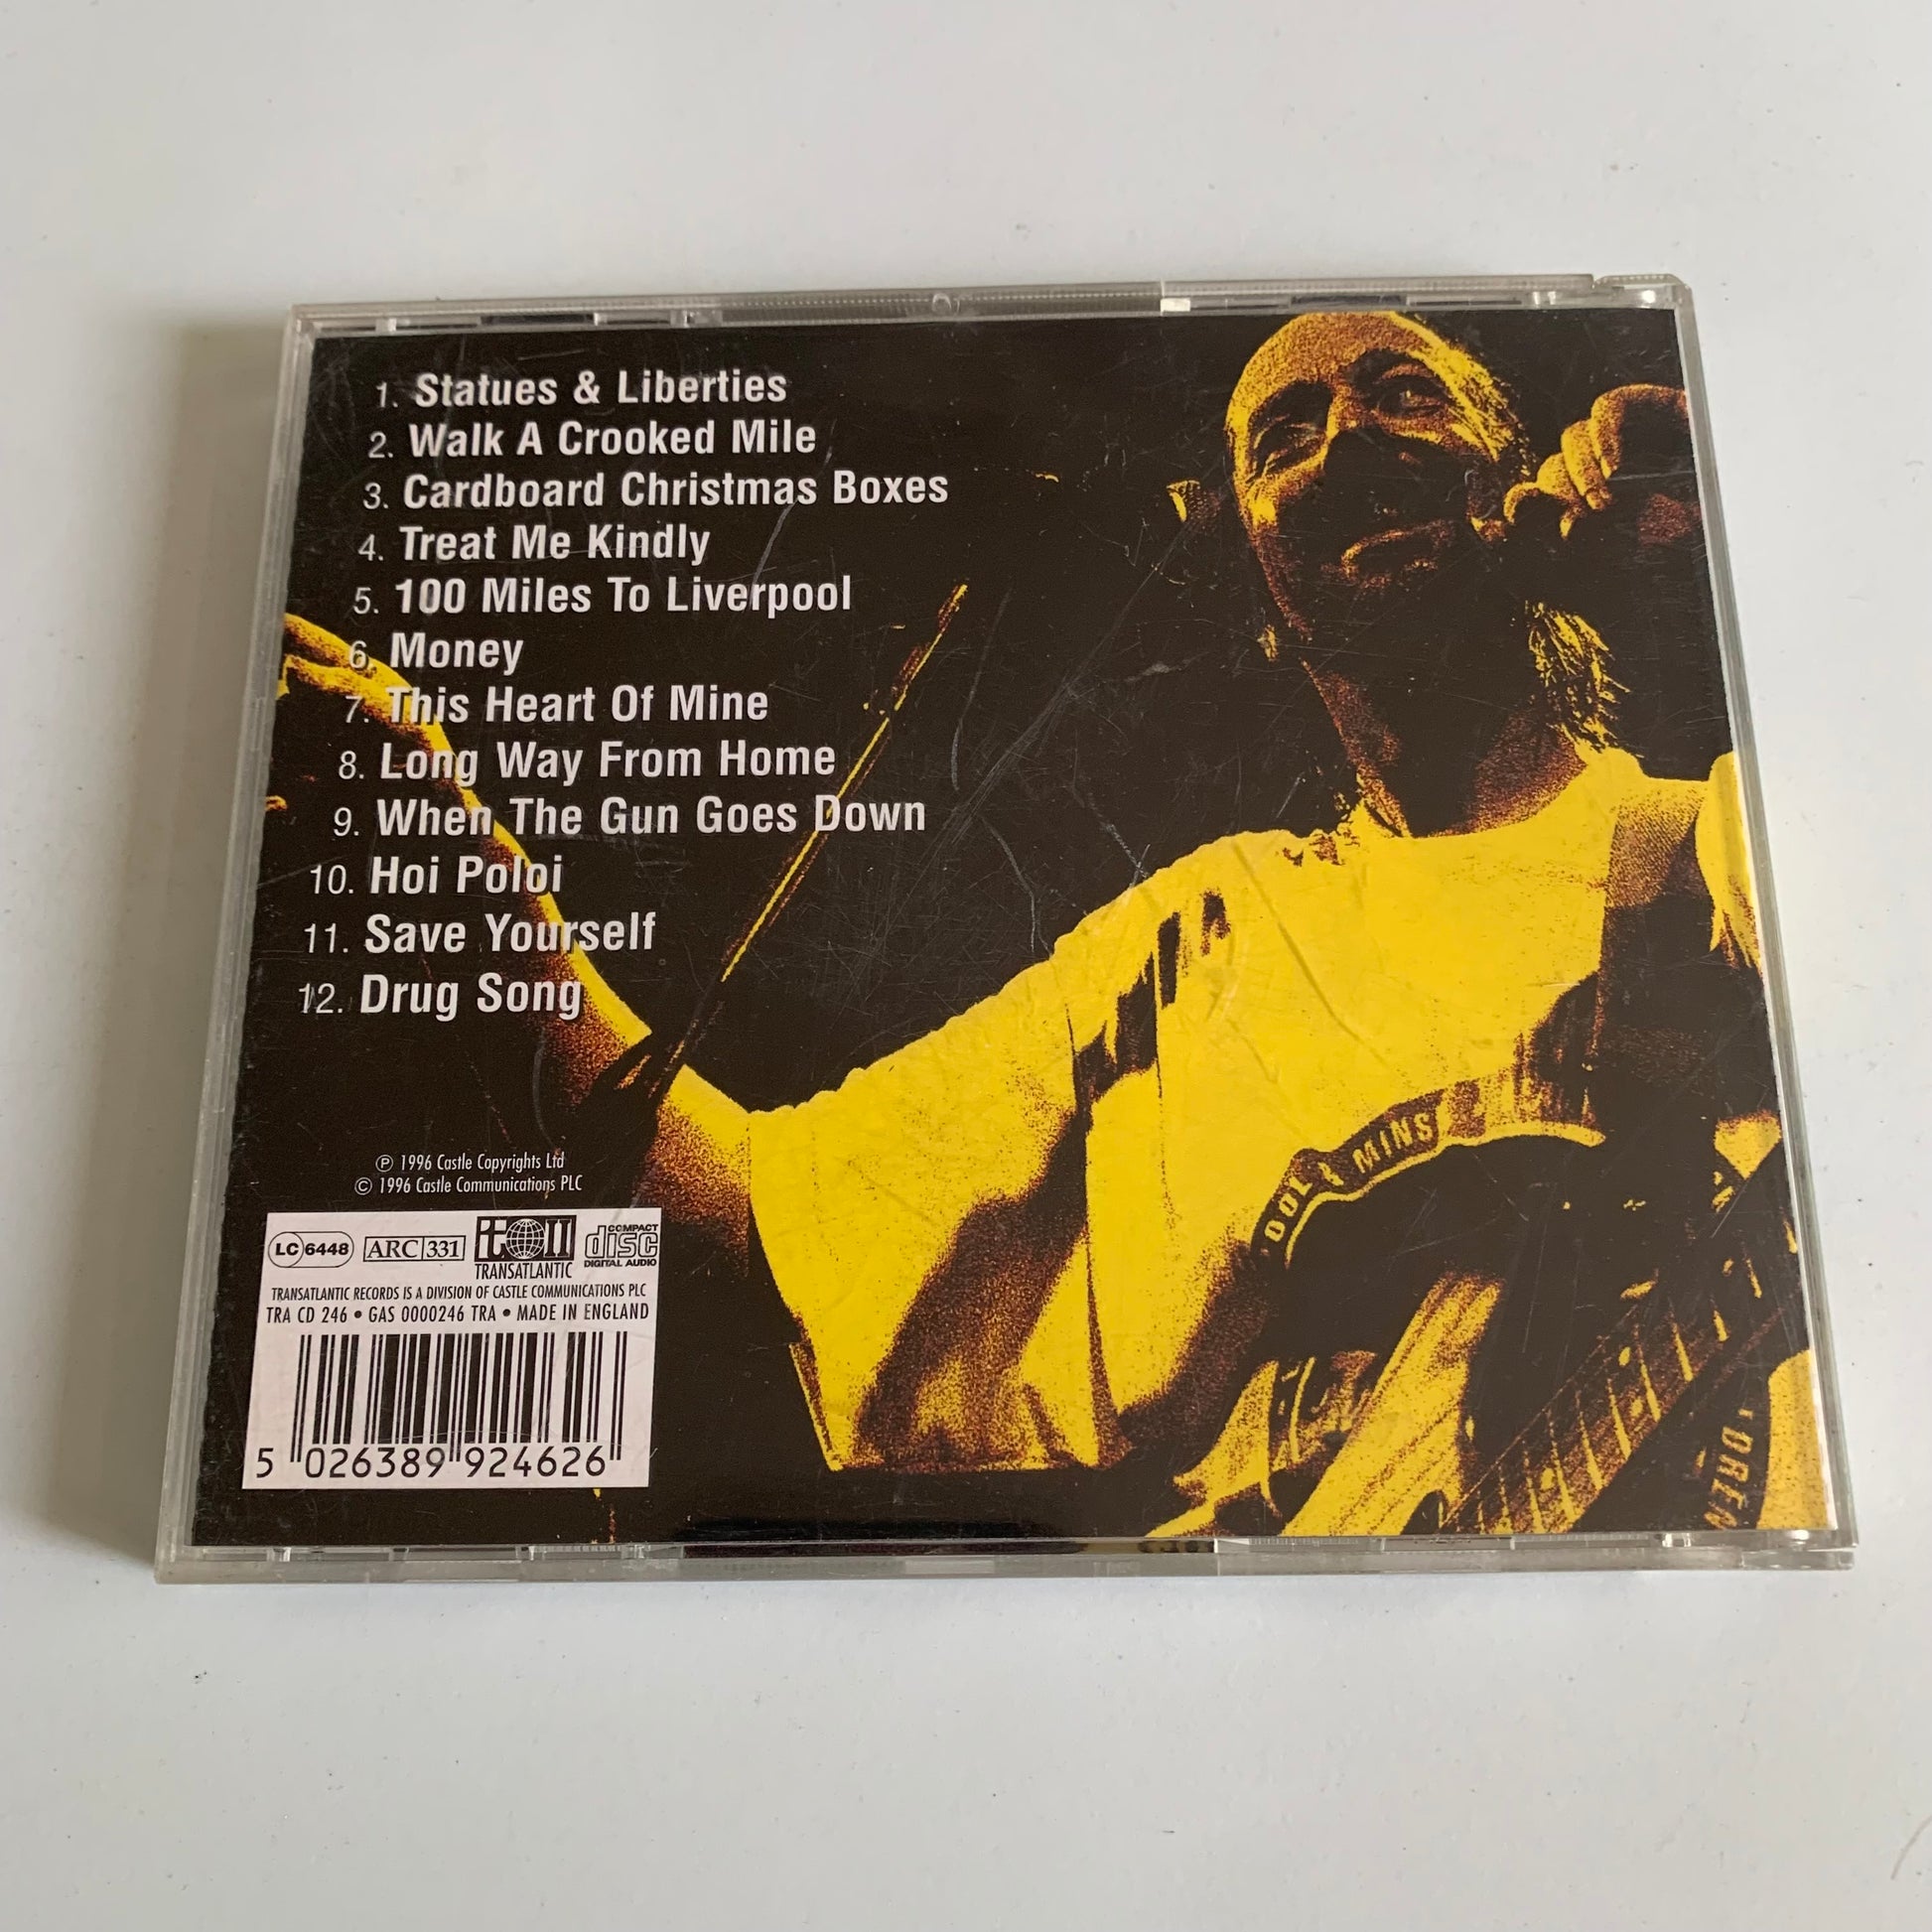 1. Statues & Liberties
2. Walk A Crooked Mile
3. Cardboard Christmas Boxes
4. Treat Me Kindly
5. 100 Miles To Liverpool
6. Money
7. This Heart Of Mine
8. Long Way From Home
9. When The Gun Goes Down
10. Hoi Poloi
11. Save Yourself
12. Drug Song
℗ 1996 Castle Copyrights Ltd
© 1996 Castle Communications PLC
LC 6448 ARC 331 t II COMPACT disc DIGITAL AUDIO
TRANSATLANTIC
TRANSATLANTIC RECORDS IS A DIVISION OF CASTLE COMMUNICATIONS PLC
TRA CD 246 • GAS 0000246 TRA • MADE IN ENGLAND
5 026389 924626
MINS